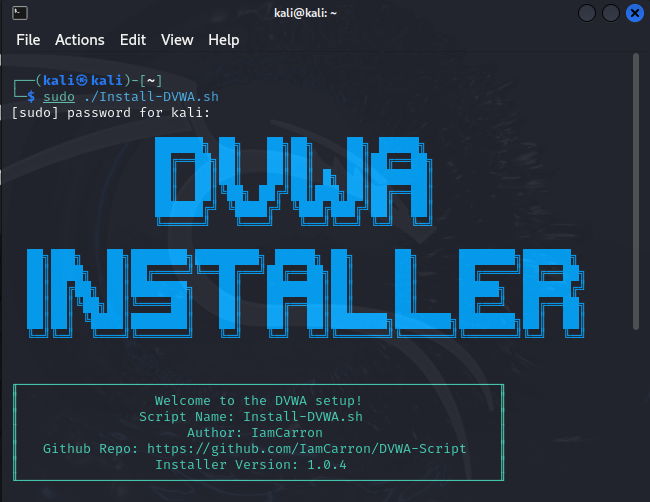 kali@kali: ~
File Actions Edit View Help
┌──(kali㉿kali)-[~]
└─$ sudo ./Install-DVWA.sh
[sudo] password for kali:
DVWA
INSTALLER
Welcome to the DVWA setup!
Script Name: Install-DVWA.sh
Author: IamCarron
Github Repo: https://github.com/IamCarron/DVWA-Script
Installer Version: 1.0.4